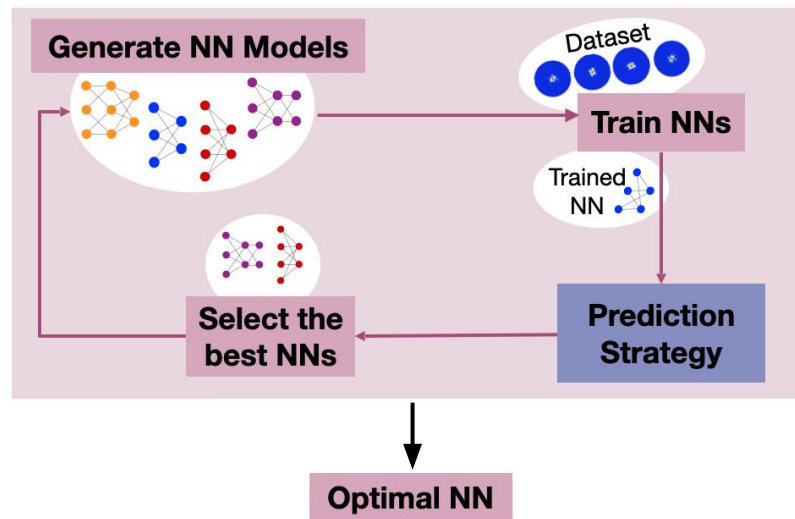 Generate NN Models
Dataset
Train NNs
Trained
NN
Prediction
Strategy
Select the
best NNs
Optimal NN